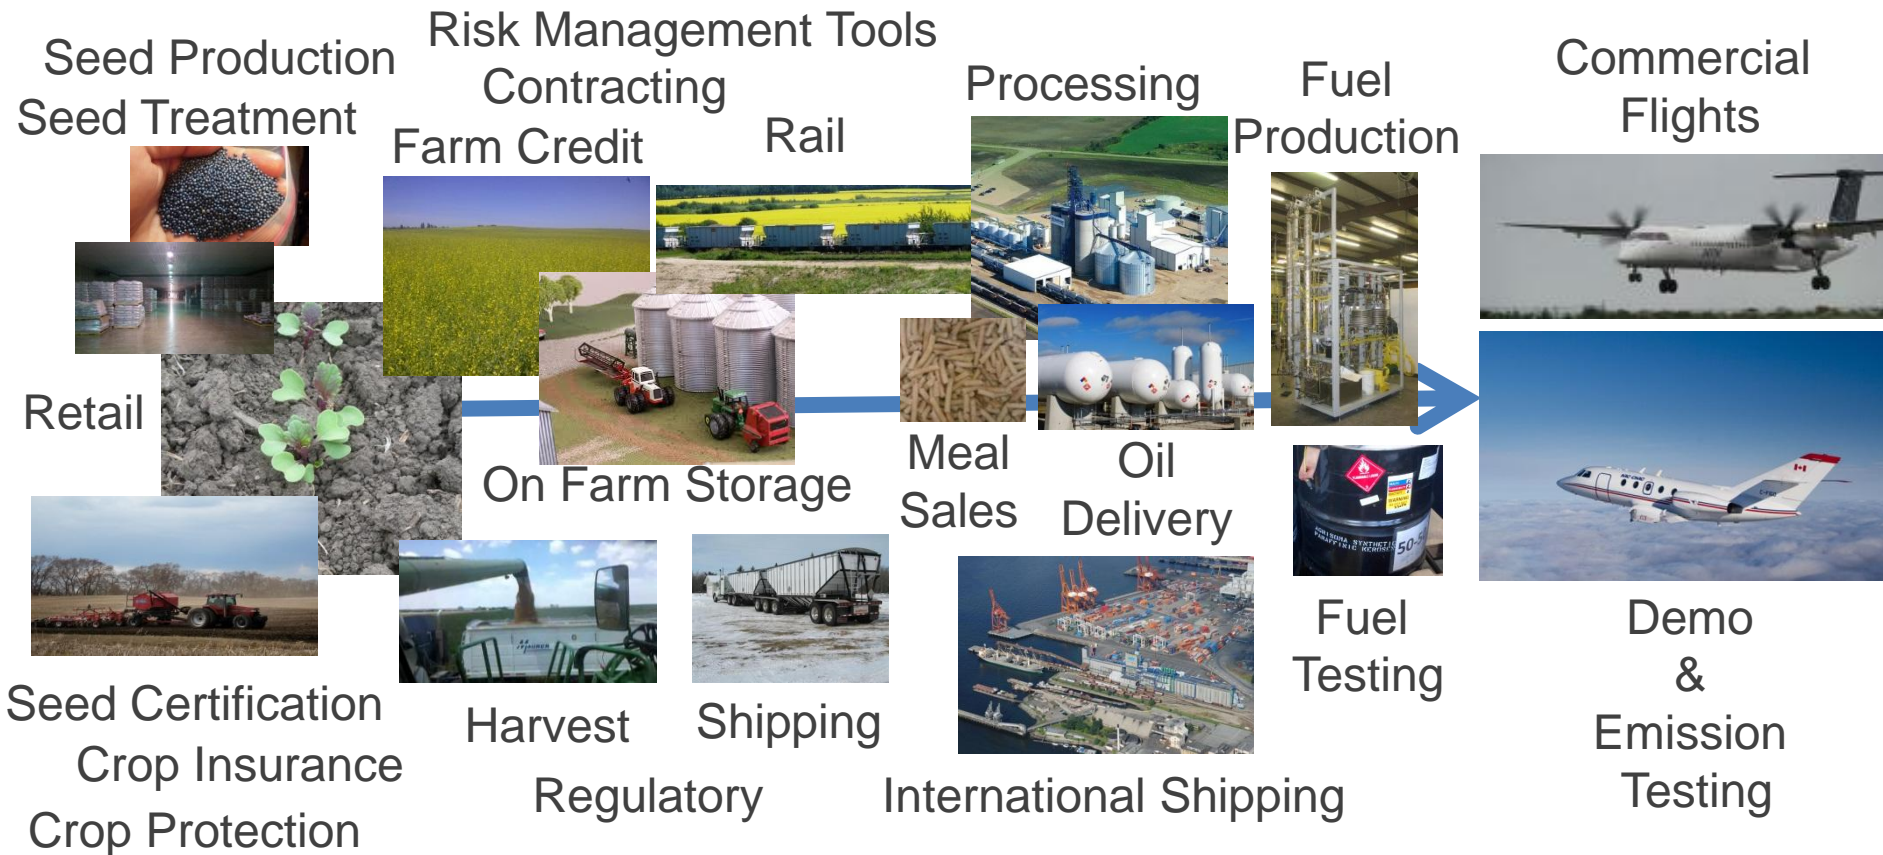 Risk Management Tools
Seed Production
Contracting
Seed Treatment
Farm Credit
Rail
Processing
Fuel
Production
Commercial
Flights
Retail
On Farm Storage
Meal
Sales
Oil
Delivery
50-5
Seed Certification
Crop Insurance
Crop Protection
Harvest
Shipping
Regulatory
International Shipping
Fuel
Testing
Demo
&
Emission
Testing